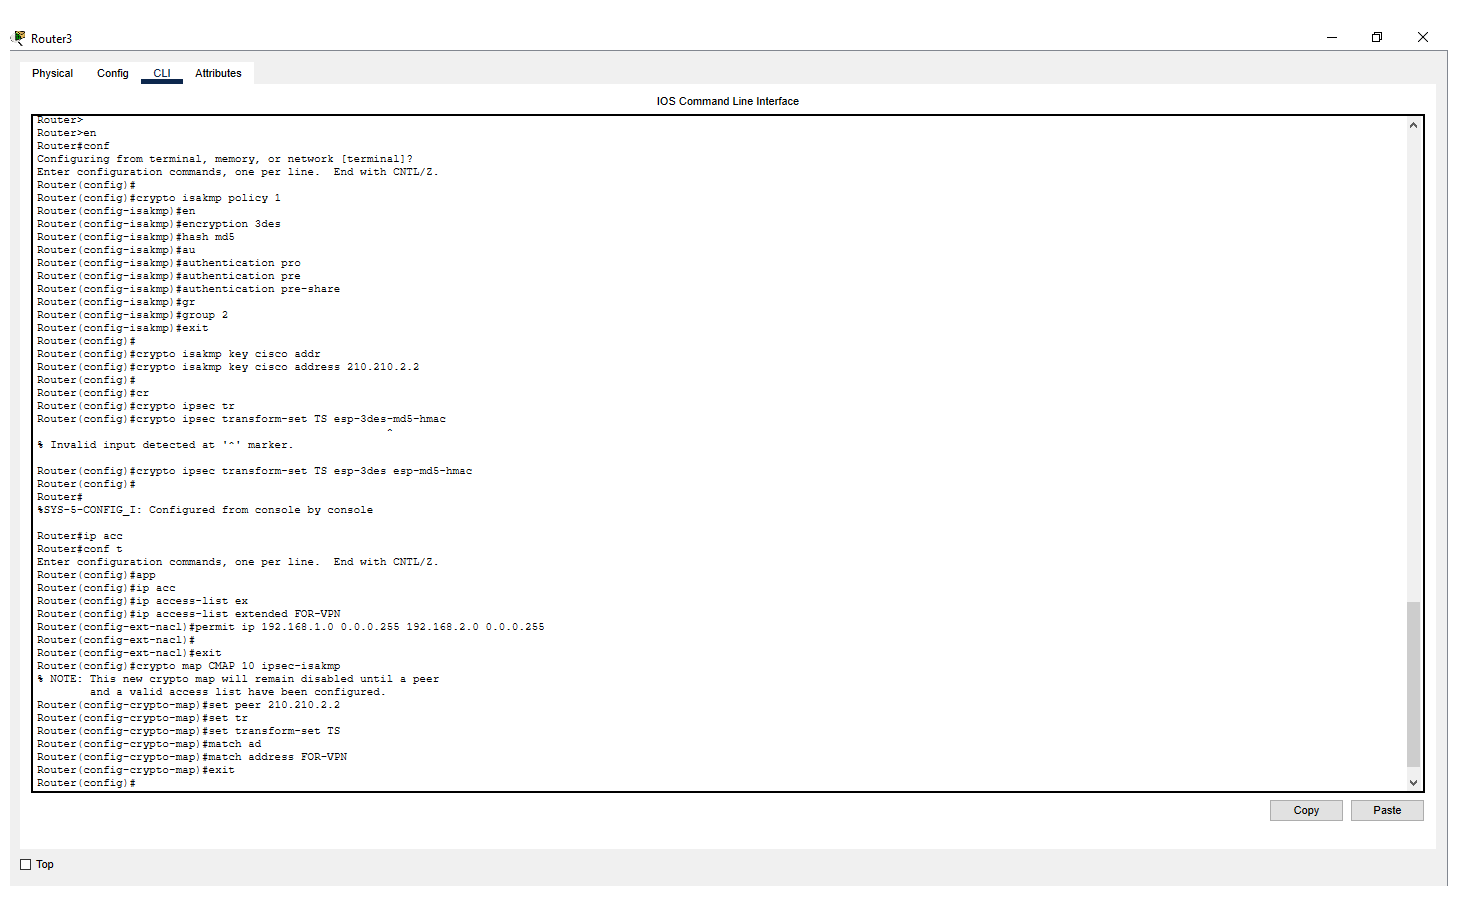 Router3
Physical Config CLI Attributes
IOS Command Line Interface
Router>
Router>en
Router#conf
Configuring from terminal, memory, or network [terminal]?
Enter configuration commands, one per line.  End with CNTL/Z.
Router(config)#
Router(config)#crypto isakmp policy 1
Router(config-isakmp)#en
Router(config-isakmp)#encryption 3des
Router(config-isakmp)#hash md5
Router(config-isakmp)#au
Router(config-isakmp)#authentication pro
Router(config-isakmp)#authentication pre
Router(config-isakmp)#authentication pre-share
Router(config-isakmp)#gr
Router(config-isakmp)#group 2
Router(config-isakmp)#exit
Router(config)#
Router(config)#crypto isakmp key cisco addr
Router(config)#crypto isakmp key cisco address 210.210.2.2
Router(config)#
Router(config)#cr
Router(config)#crypto ipsec tr
Router(config)#crypto ipsec transform-set TS esp-3des-md5-hmac
^
% Invalid input detected at '^' marker.
Router(config)#crypto ipsec transform-set TS esp-3des esp-md5-hmac
Router(config)#
Router#
%SYS-5-CONFIG_I: Configured from console by console
Router#ip acc
Router#conf t
Enter configuration commands, one per line.  End with CNTL/Z.
Router(config)#app
Router(config)#ip acc
Router(config)#ip access-list ex
Router(config)#ip access-list extended FOR-VPN
Router(config-ext-nacl)#permit ip 192.168.1.0 0.0.0.255 192.168.2.0 0.0.0.255
Router(config-ext-nacl)#
Router(config-ext-nacl)#exit
Router(config)#crypto map CMAP 10 ipsec-isakmp
% NOTE: This new crypto map will remain disabled until a peer
and a valid access list have been configured.
Router(config-crypto-map)#set peer 210.210.2.2
Router(config-crypto-map)#set tr
Router(config-crypto-map)#set transform-set TS
Router(config-crypto-map)#match ad
Router(config-crypto-map)#match address FOR-VPN
Router(config-crypto-map)#exit
Router(config)#
Copy Paste
Top